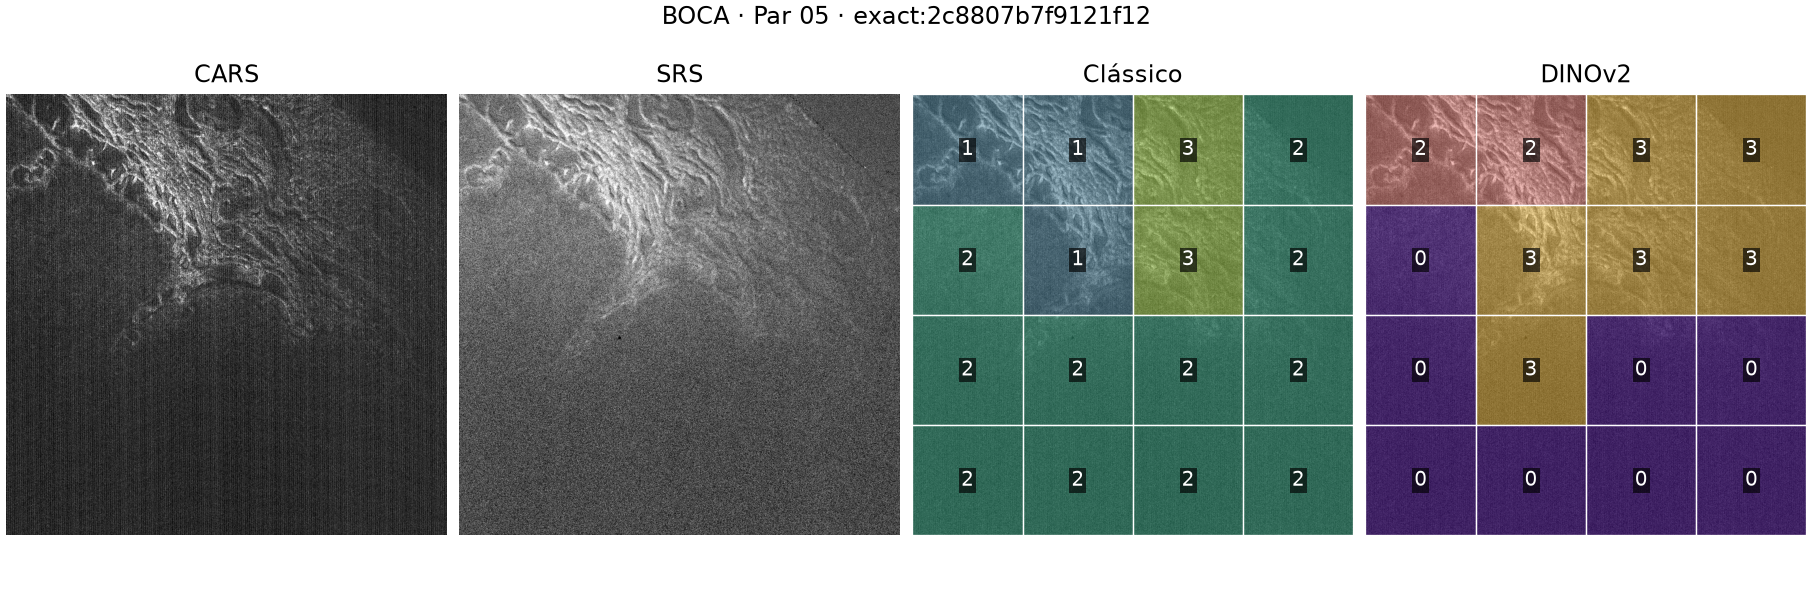 BOCA · Par 05 · exact:2c8807b7f9121f12
CARS SRS Clássico DINOv2
1 1 3 2 2 2 3 3
2 1 3 2 0 3 3 3
2 2 2 2 0 3 0 0
2 2 2 2 0 0 0 0